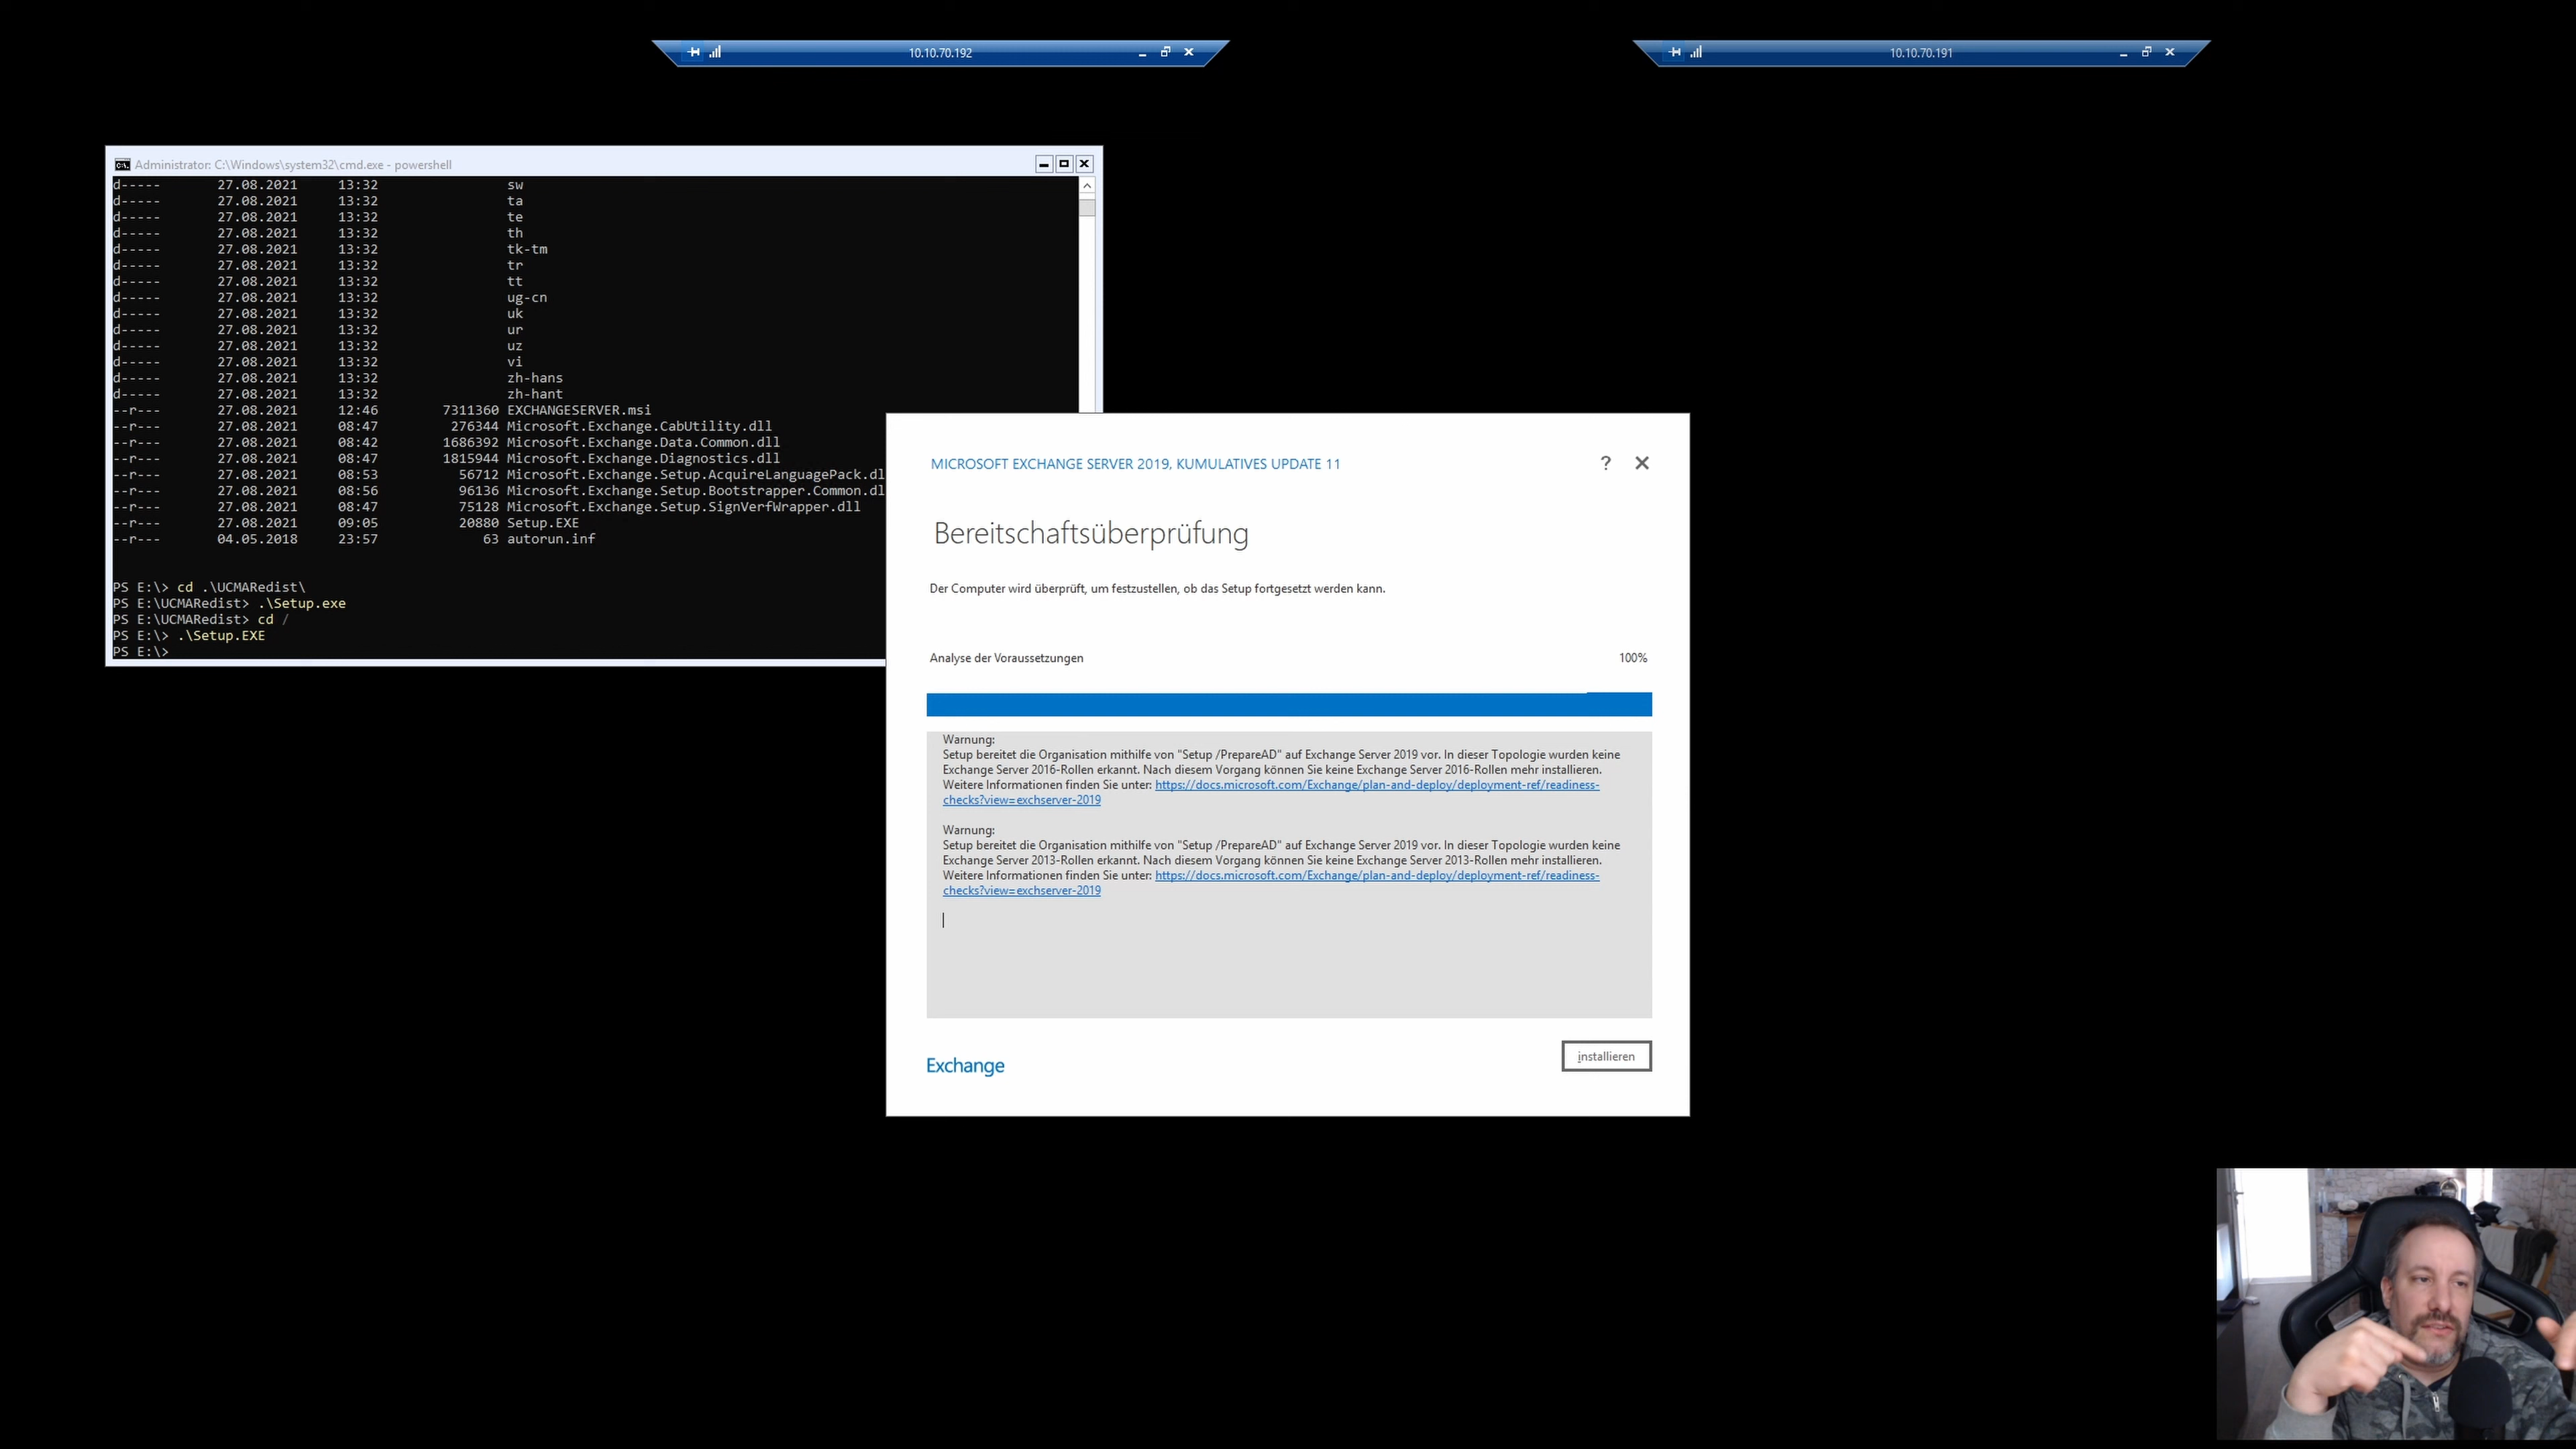 10.10.70.192
10.10.70.191
Administrator: C:\Windows\system32\cmd.exe - powershell
d----- 27.08.2021 13:32 sw
d----- 27.08.2021 13:32 ta
d----- 27.08.2021 13:32 te
d----- 27.08.2021 13:32 th
d----- 27.08.2021 13:32 tk-tm
d----- 27.08.2021 13:32 tr
d----- 27.08.2021 13:32 tt
d----- 27.08.2021 13:32 ug-cn
d----- 27.08.2021 13:32 uk
d----- 27.08.2021 13:32 ur
d----- 27.08.2021 13:32 uz
d----- 27.08.2021 13:32 vi
d----- 27.08.2021 13:32 zh-hans
d----- 27.08.2021 13:32 zh-hant
--r--- 27.08.2021 12:46 7311360 EXCHANGESERVER.msi
--r--- 27.08.2021 08:47 276344 Microsoft.Exchange.CabUtility.dll
--r--- 27.08.2021 08:42 1686392 Microsoft.Exchange.Data.Common.dll
--r--- 27.08.2021 08:47 1815944 Microsoft.Exchange.Diagnostics.dll
--r--- 27.08.2021 08:53 56712 Microsoft.Exchange.Setup.AcquireLanguagePack.dl
--r--- 27.08.2021 08:56 96136 Microsoft.Exchange.Setup.Bootstrapper.Common.dl
--r--- 27.08.2021 08:47 75128 Microsoft.Exchange.Setup.SignVerfWrapper.dll
--r--- 27.08.2021 09:05 20880 Setup.EXE
--r--- 04.05.2018 23:57 63 autorun.inf
PS E:\> cd .\UCMARedist\
PS E:\UCMARedist> .\Setup.exe
PS E:\UCMARedist> cd /
PS E:\> .\Setup.EXE
PS E:\>
MICROSOFT EXCHANGE SERVER 2019, KUMULATIVES UPDATE 11
?
Bereitschaftsüberprüfung
Der Computer wird überprüft, um festzustellen, ob das Setup fortgesetzt werden kann.
Analyse der Voraussetzungen 100%
Warnung:
Setup bereitet die Organisation mithilfe von "Setup /PrepareAD" auf Exchange Server 2019 vor. In dieser Topologie wurden keine
Exchange Server 2016-Rollen erkannt. Nach diesem Vorgang können Sie keine Exchange Server 2016-Rollen mehr installieren.
Weitere Informationen finden Sie unter: https://docs.microsoft.com/Exchange/plan-and-deploy/deployment-ref/readiness-
checks?view=exchserver-2019
Warnung:
Setup bereitet die Organisation mithilfe von "Setup /PrepareAD" auf Exchange Server 2019 vor. In dieser Topologie wurden keine
Exchange Server 2013-Rollen erkannt. Nach diesem Vorgang können Sie keine Exchange Server 2013-Rollen mehr installieren.
Weitere Informationen finden Sie unter: https://docs.microsoft.com/Exchange/plan-and-deploy/deployment-ref/readiness-
checks?view=exchserver-2019
Exchange
installieren